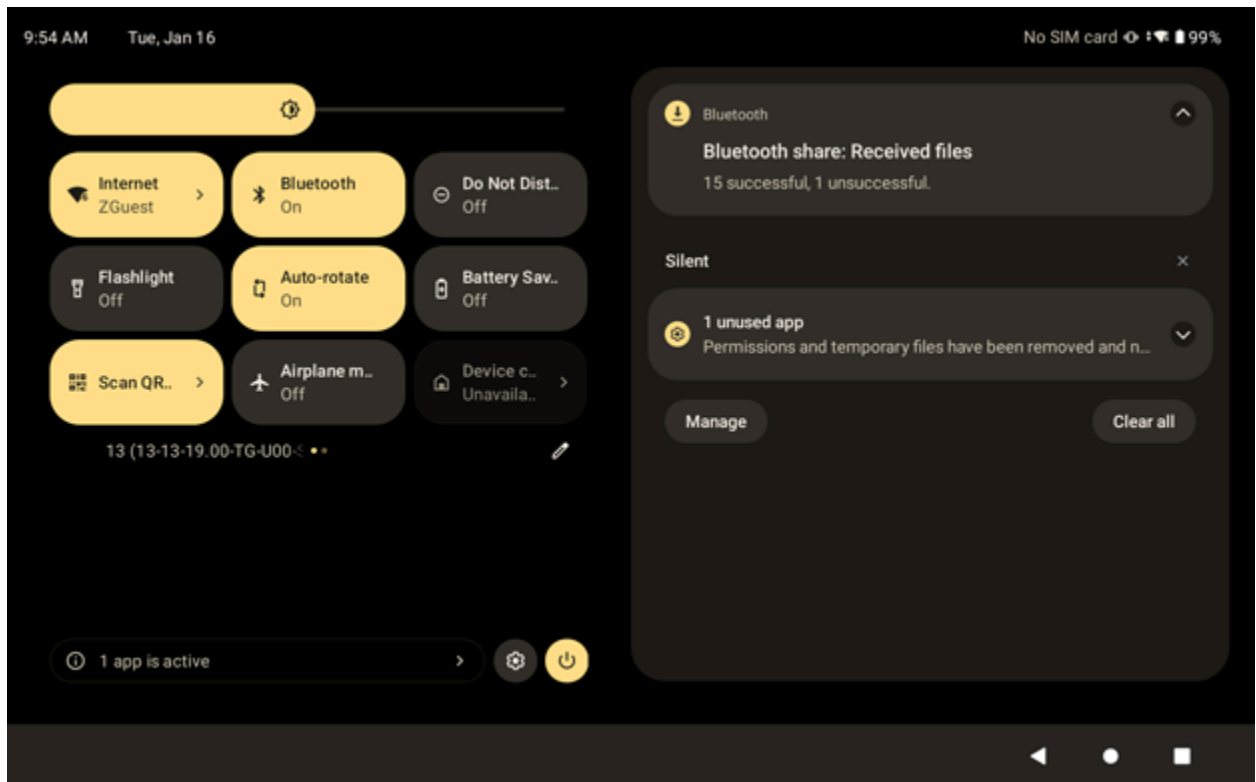 9:54 AM Tue, Jan 16
No SIM card 99%
Internet
ZGuest
Bluetooth
On
Do Not Dist..
Off
Flashlight
Off
Auto-rotate
On
Battery Sav..
Off
Scan QR..
Airplane m..
Off
Device c..
Unavaila..
13 (13-13-19.00-TG-U00-
1 app is active
Bluetooth
Bluetooth share: Received files
15 successful, 1 unsuccessful.
Silent
1 unused app
Permissions and temporary files have been removed and n...
Manage
Clear all